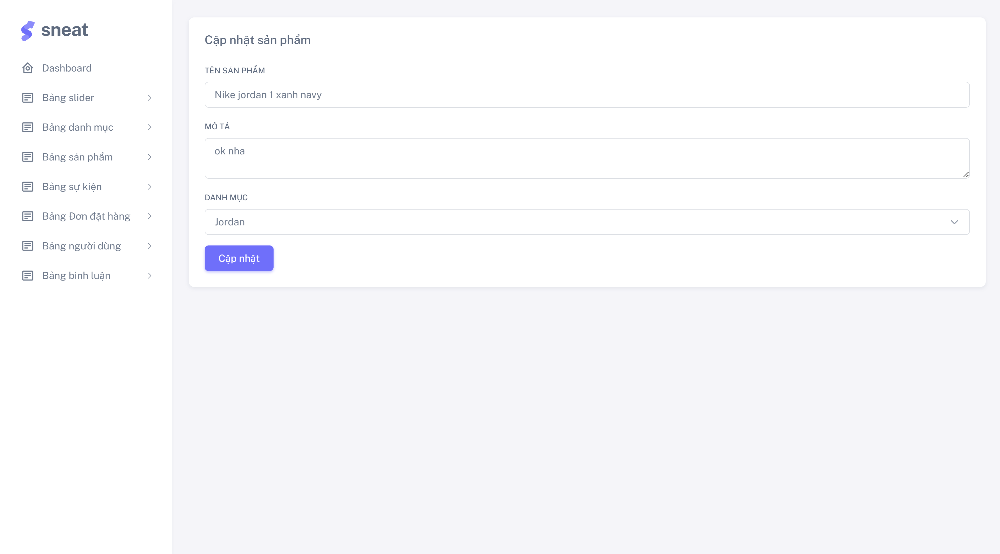 sneat
Dashboard
Bảng slider
Bảng danh mục
Bảng sản phẩm
Bảng sự kiện
Bảng Đơn đặt hàng
Bảng người dùng
Bảng bình luận
Cập nhật sản phẩm
TÊN SẢN PHẨM
Nike jordan 1 xanh navy
MÔ TẢ
ok nha
DANH MỤC
Jordan
Cập nhật